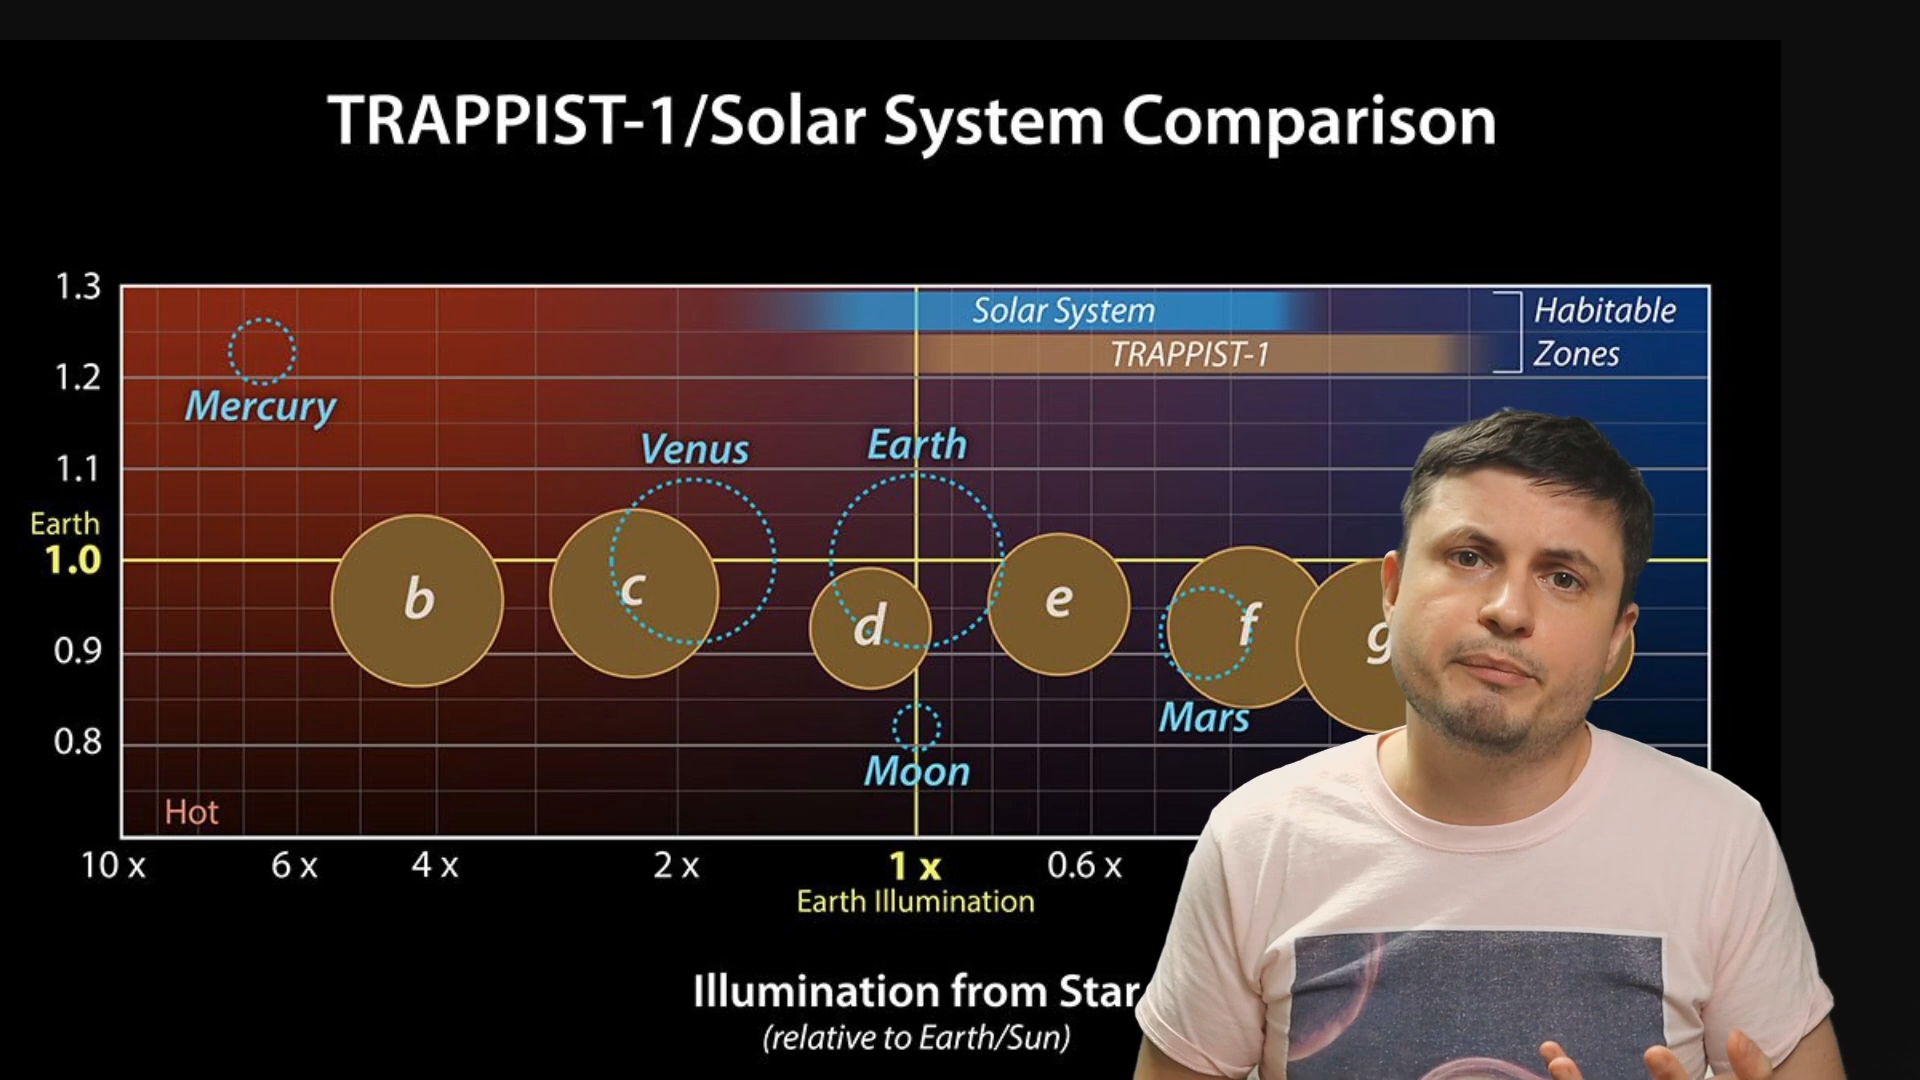 TRAPPIST-1/Solar System Comparison
1.3
Solar System
Habitable
TRAPPIST-1
Zones
1.2
Mercury
1.1
Venus
Earth
Earth
1.0
b
c
d
e
f
g
0.9
Mars
0.8
Moon
Hot
10 x
6 x
4 x
2 x
1 x
0.6 x
Earth Illumination
Illumination from Star
(relative to Earth/Sun)